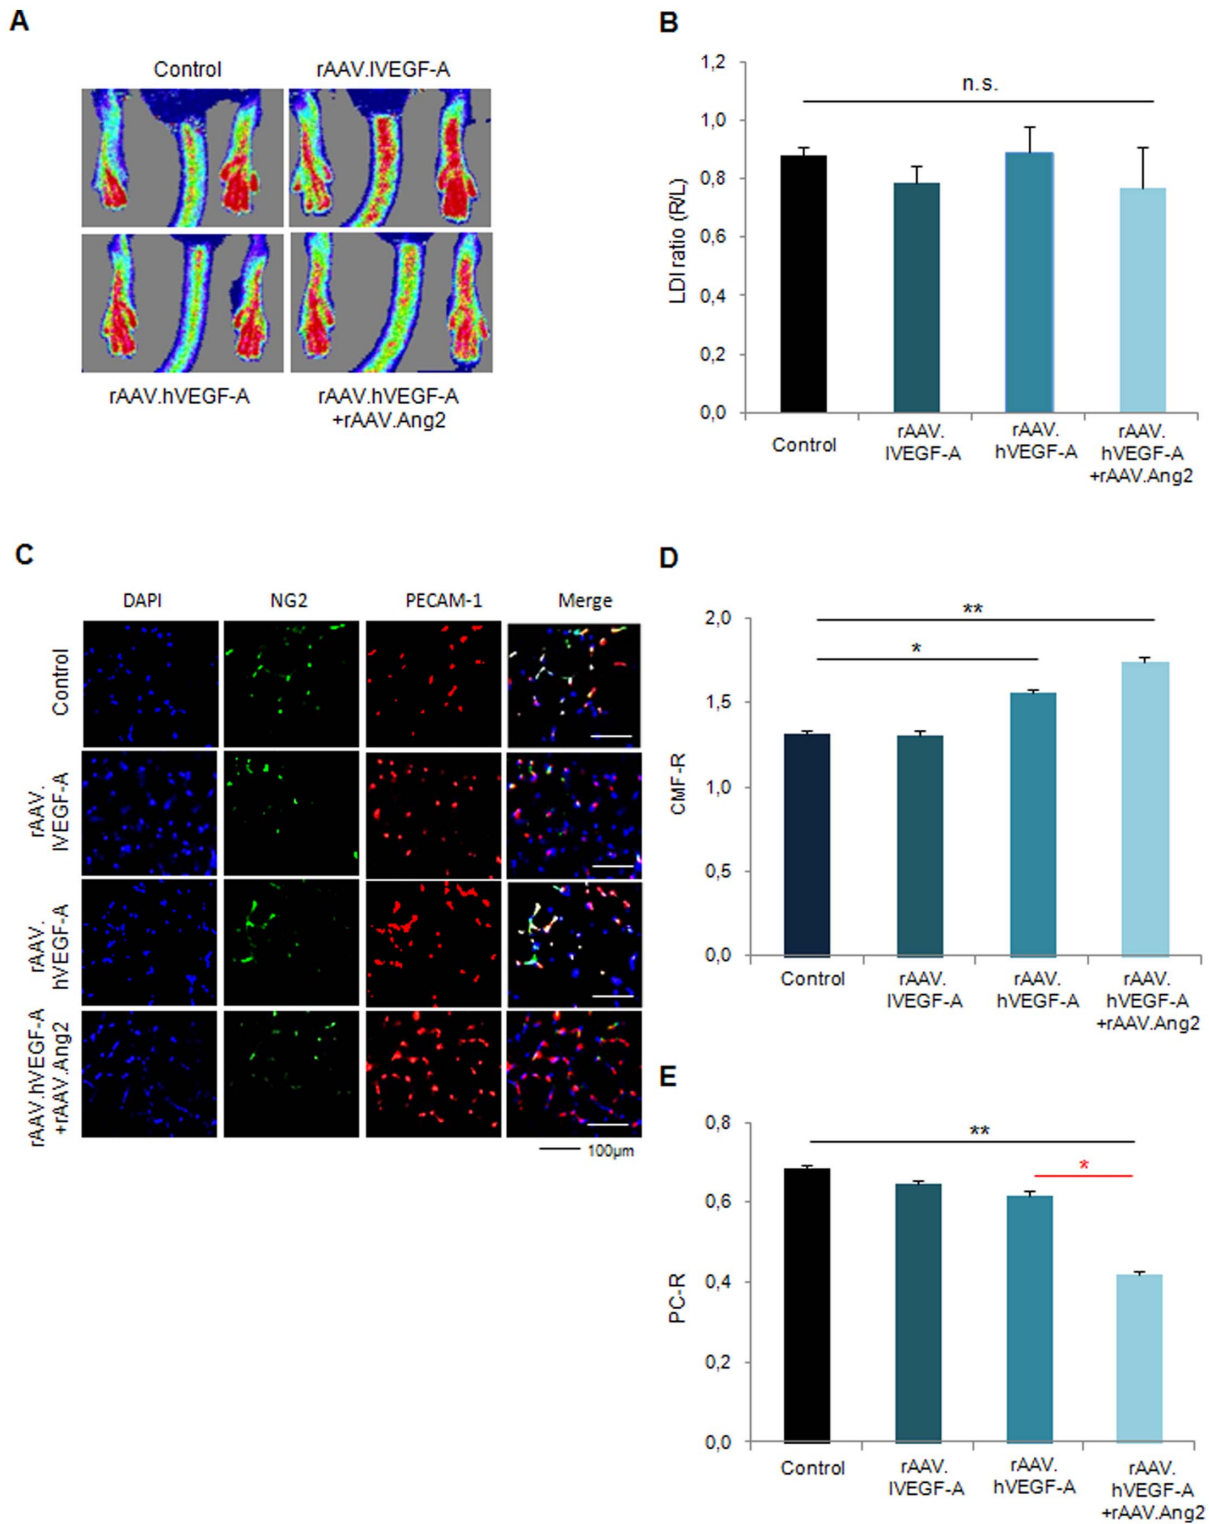 A
Control
rAAV.lVEGF-A
rAAV.hVEGF-A
rAAV.hVEGF-A
+rAAV.Ang2
B
1,2
1,0
0,8
0,6
0,4
0,2
0,0
LDI ratio (R/L)
n.s.
Control
rAAV.
lVEGF-A
rAAV.
hVEGF-A
rAAV.
hVEGF-A
+rAAV.Ang2
C
DAPI
NG2
PECAM-1
Merge
Control
rAAV.
lVEGF-A
rAAV.
hVEGF-A
rAAV.hVEGF-A
+rAAV.Ang2
100µm
D
2,0
1,5
1,0
0,5
0,0
CMF-R
**
*
Control
rAAV.
lVEGF-A
rAAV.
hVEGF-A
rAAV.
hVEGF-A
+rAAV.Ang2
E
0,8
0,6
0,4
0,2
0,0
PC-R
**
*
Control
rAAV.
lVEGF-A
rAAV.
hVEGF-A
rAAV.
hVEGF-A
+rAAV.Ang2